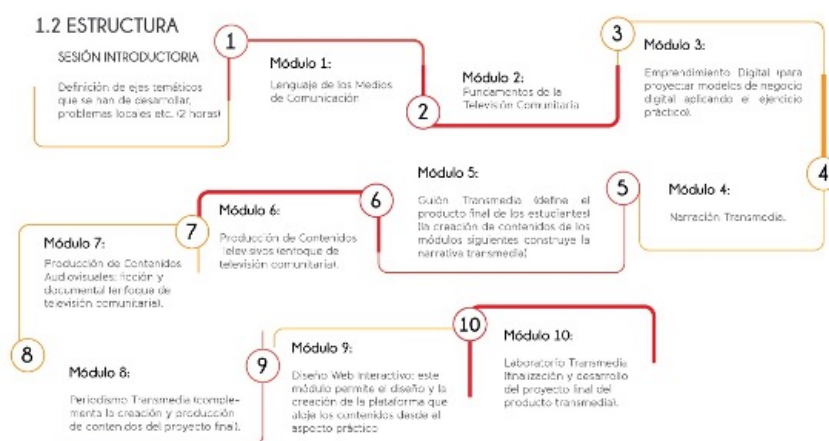 1.2 ESTRUCTURA
SESIÓN INTRODUCTORIA
Definición de ejes temáticos
que se han de desarrollar,
problemas locales etc. (2 horas)
1
Módulo 1:
Lenguaje de los Medios
de Comunicación
2
Módulo 2:
Fundamentos de la
Televisión Comunitaria
3
Módulo 3:
Emprendimiento Digital (para
proyectar modelos de negocio
digital aplicando el ejercicio
práctico).
4
Módulo 4:
Narración Transmedia.
5
Módulo 5:
Guión Transmedia (define el
producto final de los estudiantes)
(la creación de contenidos de los
módulos siguientes construye la
narrativa transmedia)
6
Módulo 6:
Producción de Contenidos
Televisivos (enfoque de
televisión comunitaria).
7
Módulo 7:
Producción de Contenidos
Audiovisuales: ficción y
documental (enfoque de
televisión comunitaria).
8
Módulo 8:
Periodismo Transmedia (comple-
menta la creación y producción
de contenidos del proyecto final).
9
Módulo 9:
Diseño Web Interactivo: este
módulo permite el diseño y la
creación de la plataforma que
aloje los contenidos desde el
aspecto práctico
10
Módulo 10:
Laboratorio Transmedia
(finalización y desarrollo
del proyecto final del
producto transmedia).